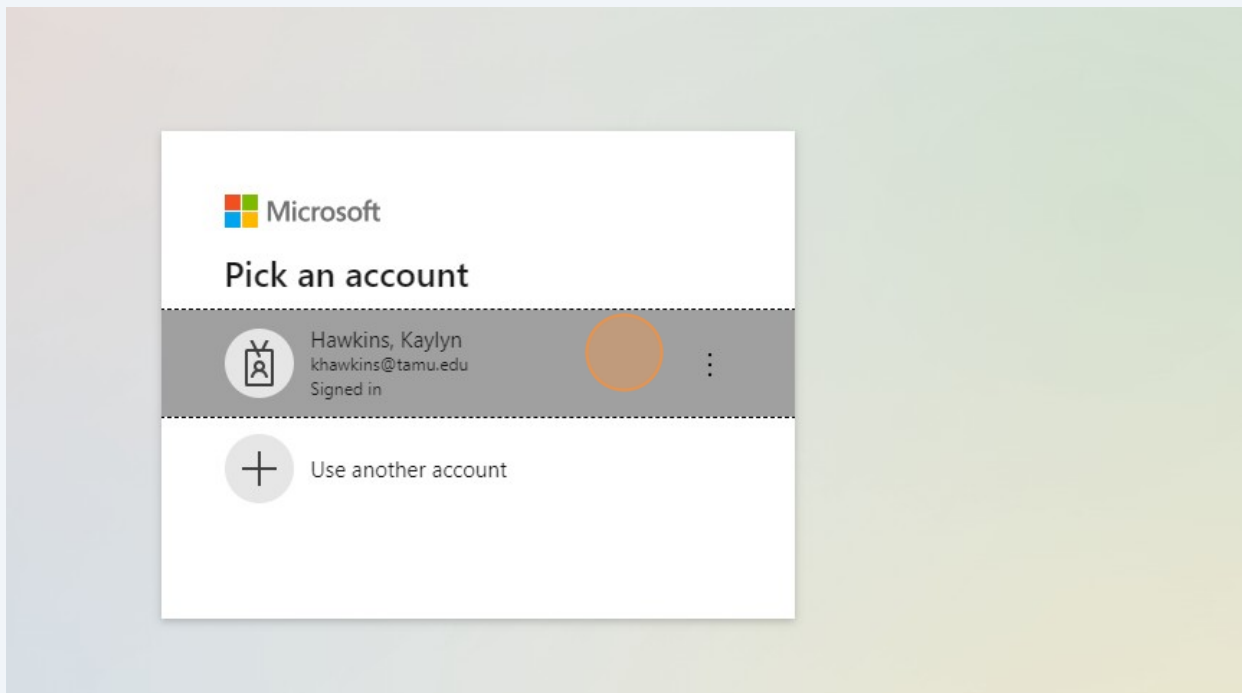 Microsoft
Pick an account
Hawkins, Kaylyn
khawkins@tamu.edu
Signed in
Use another account